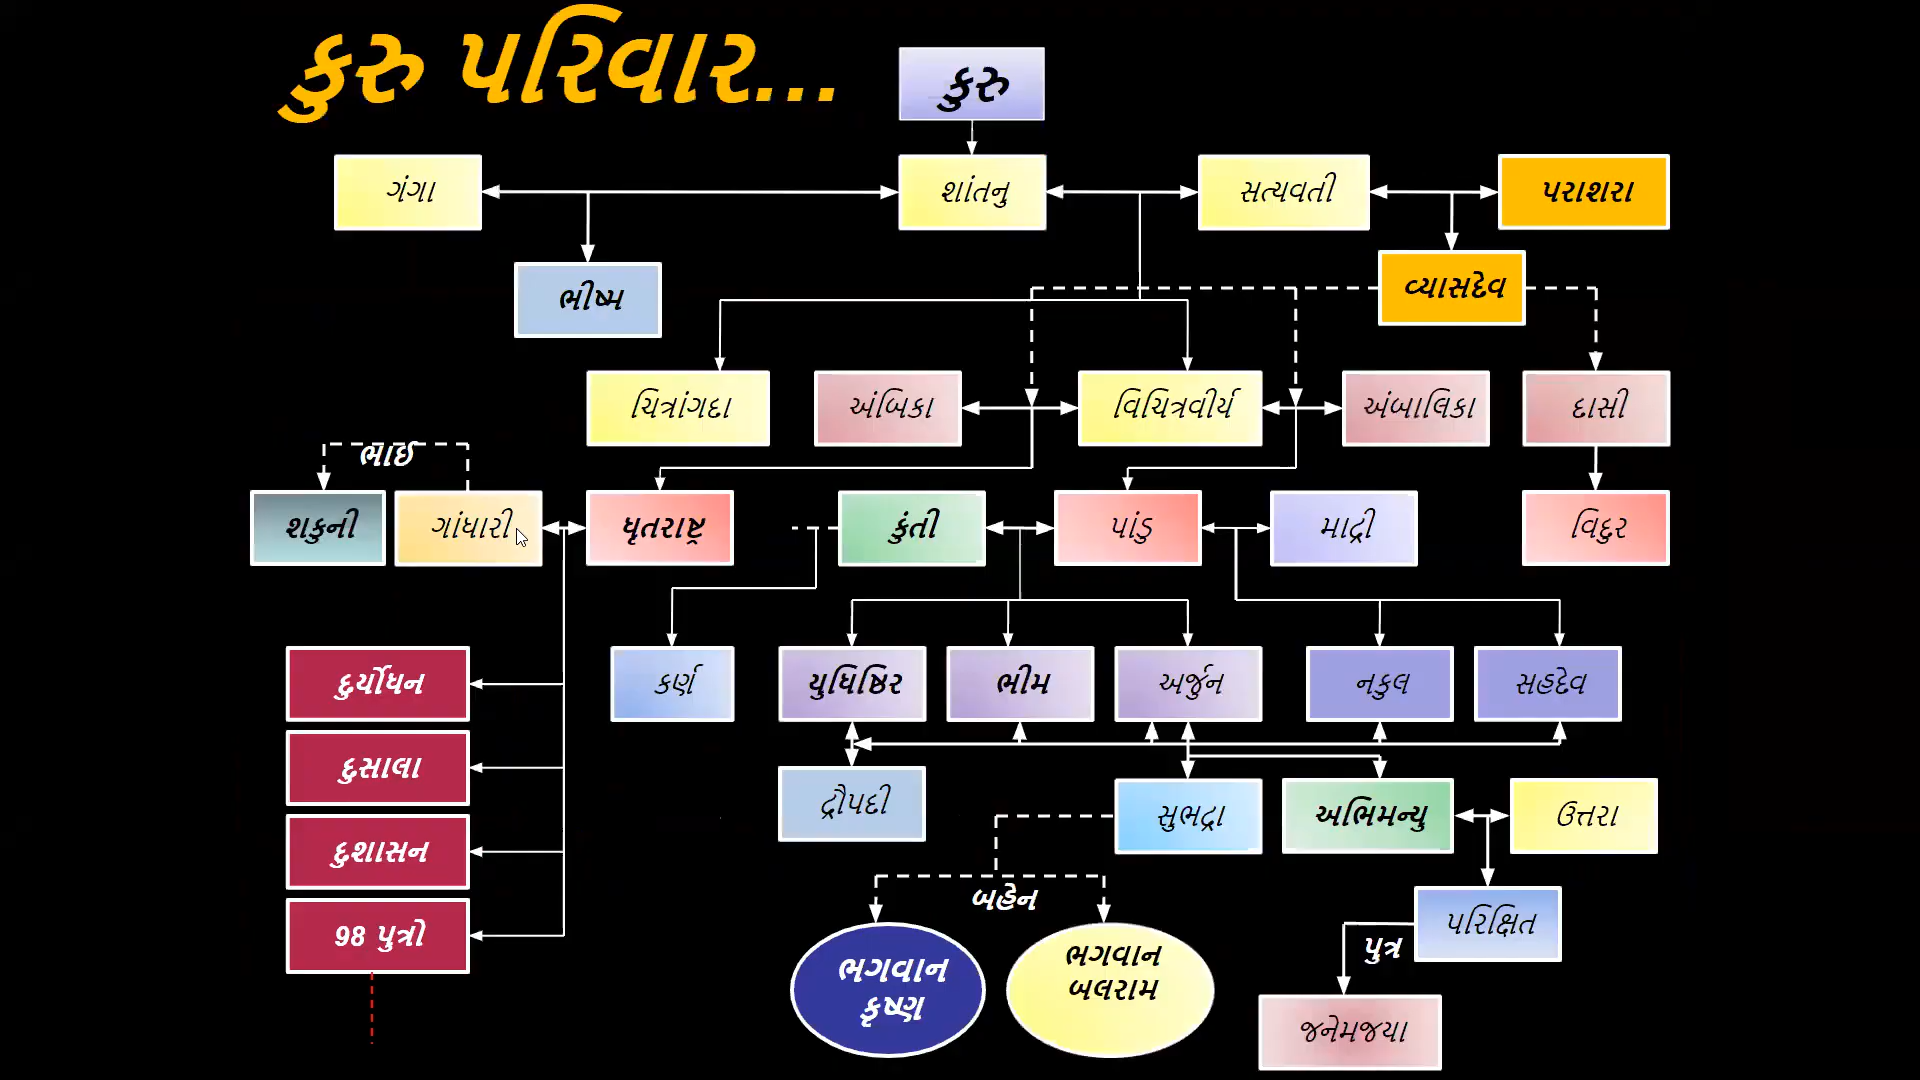 કુરુ પરિવાર...
કુરુ
ગંગા
શાંતનુ
સત્યવતી
પરાશરા
ભીષ્મ
વ્યાસદેવ
ચિત્રાંગદા
અંબિકા
વિચિત્રવીર્ય
અંબાલિકા
દાસી
ભાઈ
શકુની
ગાંધારી
ધૃતરાષ્ટ્ર
કુંતી
પાંડુ
માદ્રી
વિદુર
દુર્યોધન
કર્ણ
યુધિષ્ઠિર
ભીમ
અર્જુન
નકુલ
સહદેવ
દુસાલા
દ્રૌપદી
સુભદ્રા
અભિમન્યુ
ઉત્તરા
દુશાસન
બહેન
98 પુત્રો
પરિક્ષિત
પુત્ર
ભગવાન
કૃષ્ણ
ભગવાન
બલરામ
જનેમજયા